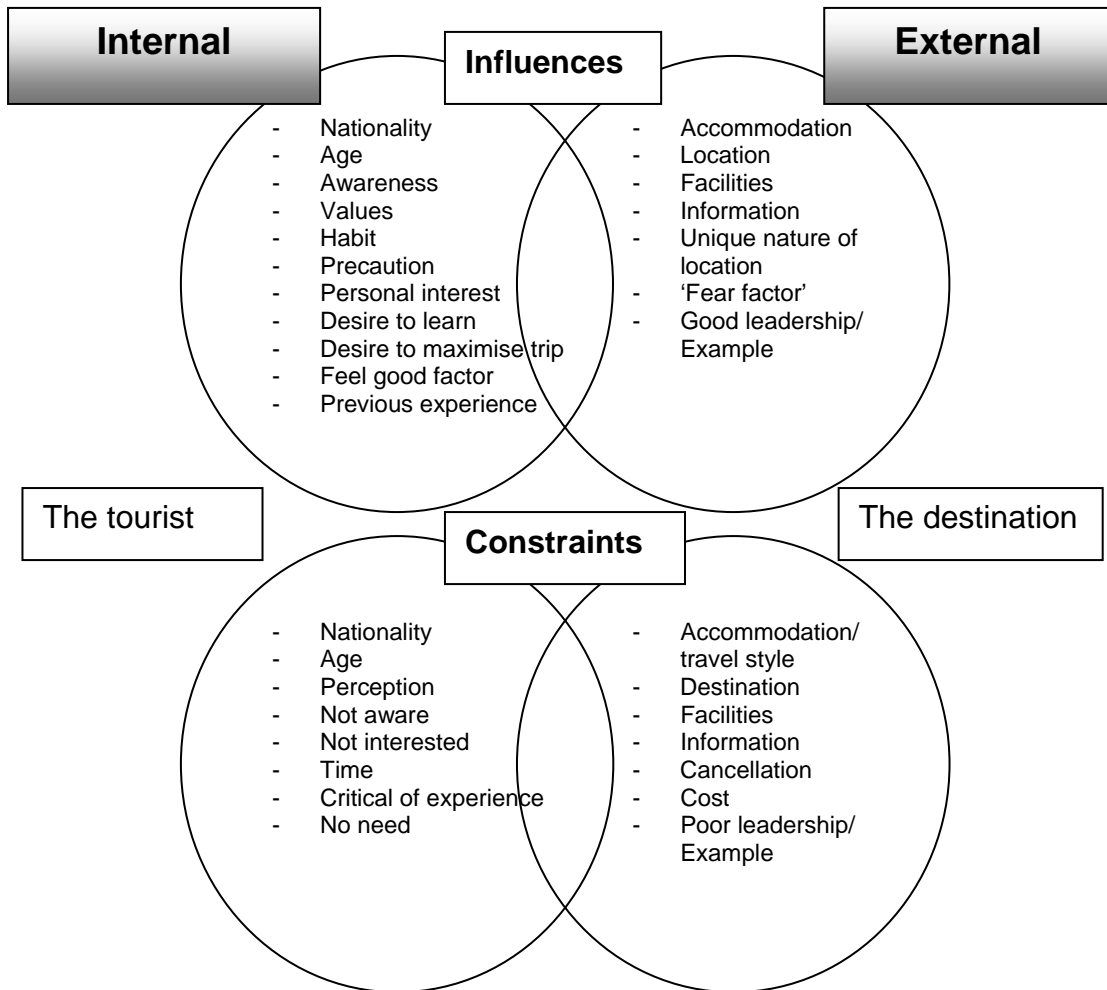 Internal
Influences
External
- Nationality
- Age
- Awareness
- Values
- Habit
- Precaution
- Personal interest
- Desire to learn
- Desire to maximise trip
- Feel good factor
- Previous experience
- Accommodation
- Location
- Facilities
- Information
- Unique nature of
location
- ‘Fear factor’
- Good leadership/
Example
The tourist
Constraints
The destination
- Nationality
- Age
- Perception
- Not aware
- Not interested
- Time
- Critical of experience
- No need
- Accommodation/
travel style
- Destination
- Facilities
- Information
- Cancellation
- Cost
- Poor leadership/
Example